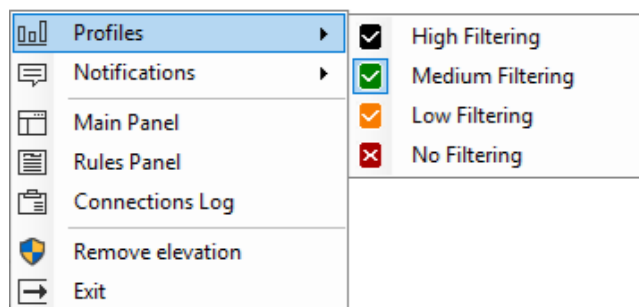 Profiles
Notifications
Main Panel
Rules Panel
Connections Log
Remove elevation
Exit
High Filtering
Medium Filtering
Low Filtering
No Filtering